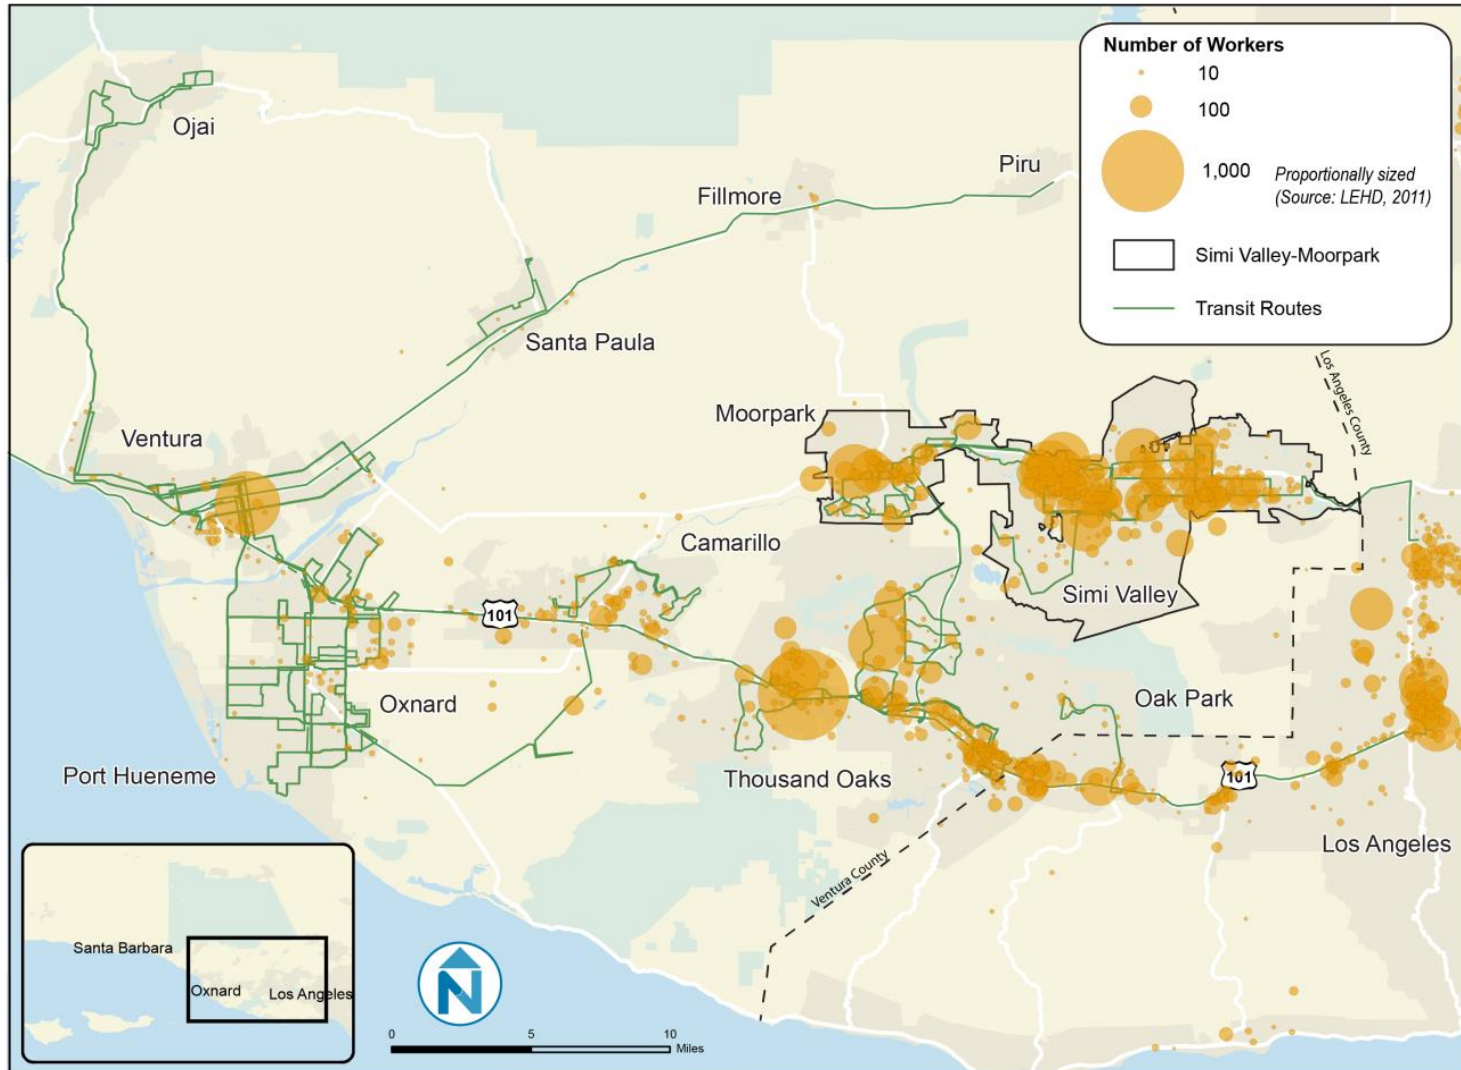 Number of Workers
10
100
1,000
Proportionally sized
(Source: LEHD, 2011)
Simi Valley-Moorpark
Transit Routes
Ojai
Piru
Fillmore
Santa Paula
Los Angeles County
Moorpark
Ventura
Camarillo
101
Simi Valley
Oxnard
Oak Park
Port Hueneme
Thousand Oaks
101
Los Angeles
Ventura County
Santa Barbara
Oxnard
Los Angeles
N
0
5
10
Miles